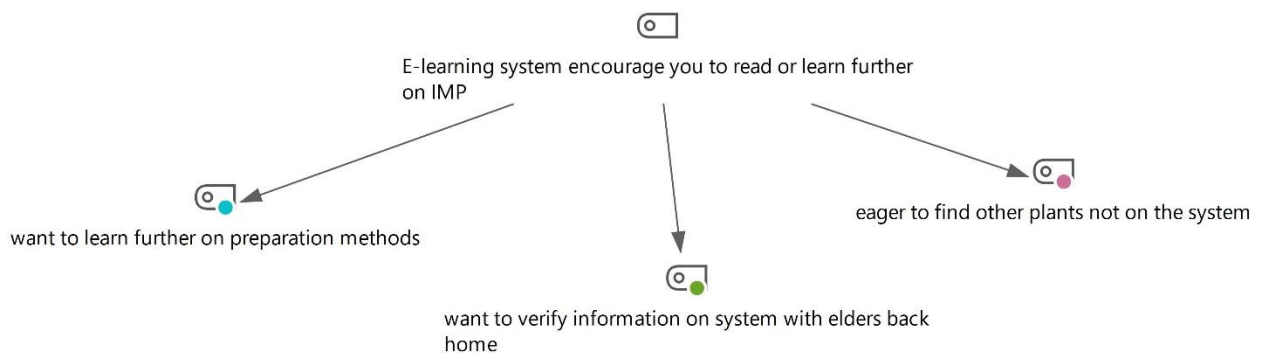 E-learning system encourage you to read or learn further
on IMP
eager to find other plants not on the system
want to learn further on preparation methods
want to verify information on system with elders back
home